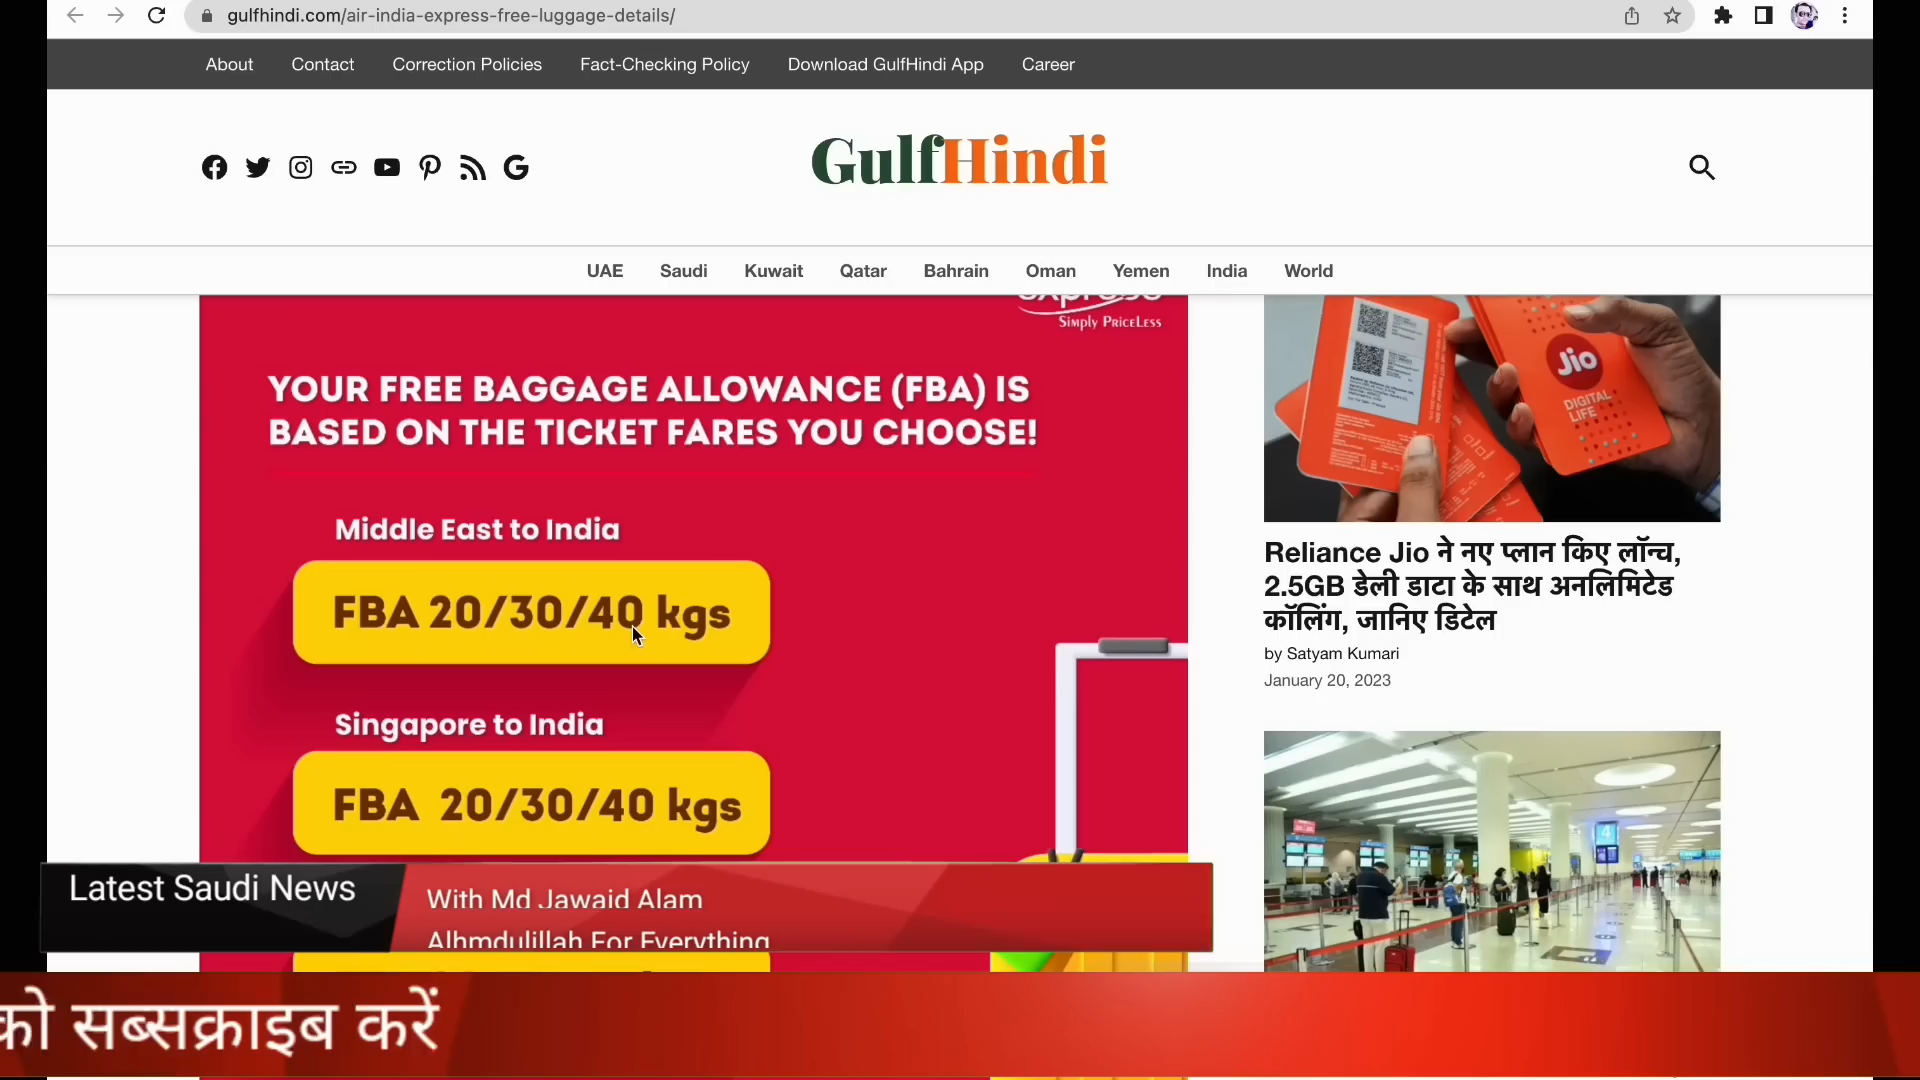 gulfhindi.com/air-india-express-free-luggage-details/
About Contact Correction Policies Fact-Checking Policy Download GulfHindi App Career
GulfHindi
UAE Saudi Kuwait Qatar Bahrain Oman Yemen India World
Simply PriceLess
YOUR FREE BAGGAGE ALLOWANCE (FBA) IS
BASED ON THE TICKET FARES YOU CHOOSE!
Middle East to India
FBA 20/30/40 kgs
Singapore to India
FBA 20/30/40 kgs
Jio
DIGITAL
LIFE
Reliance Jio ने नए प्लान किए लॉन्च,
2.5GB डेली डाटा के साथ अनलिमिटेड
कॉलिंग, जानिए डिटेल
by Satyam Kumari
January 20, 2023
4
Latest Saudi News
With Md Jawaid Alam
Alhmdulillah For Everything
को सब्सक्राइब करें